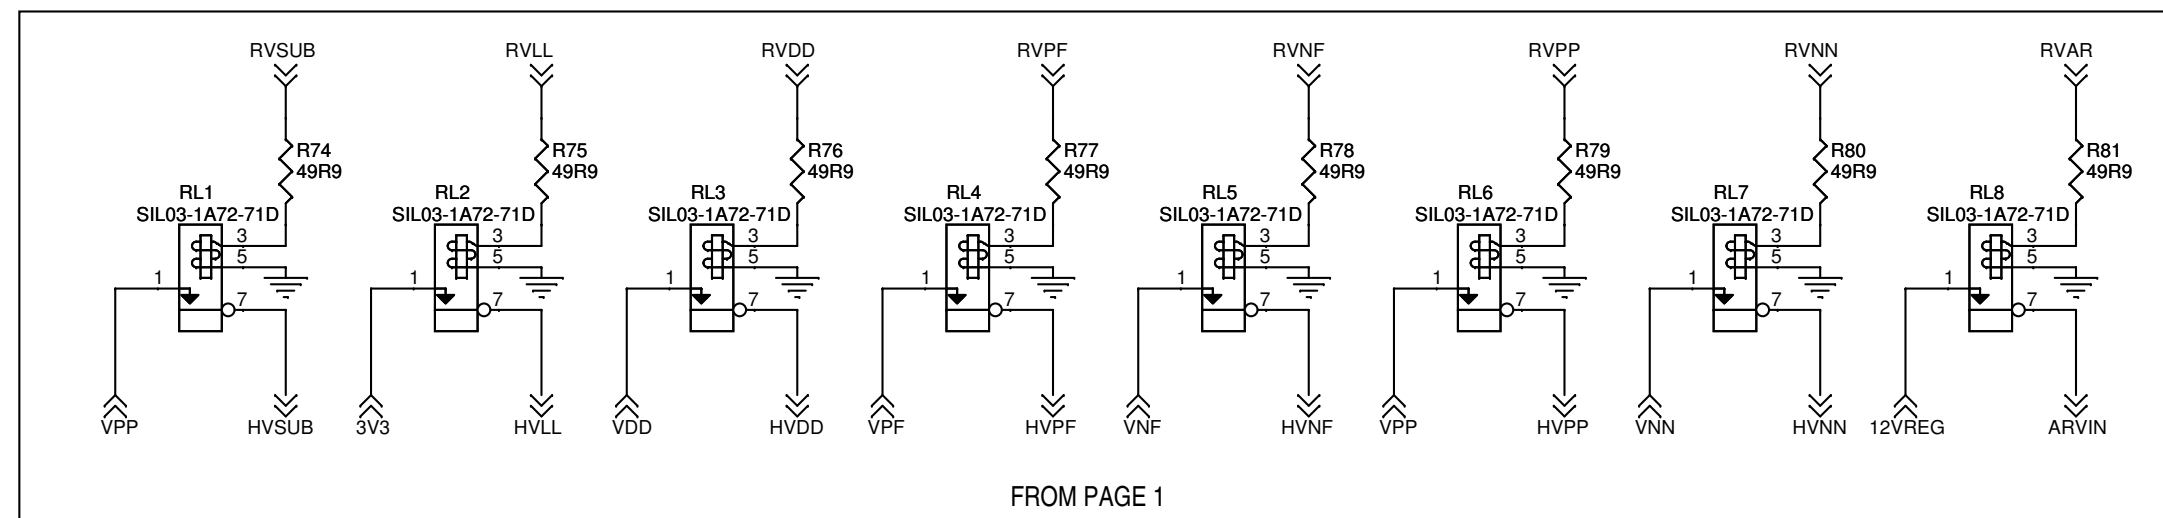 RVSUB RVLL RVDD RVPF RVNF RVPP RVNN RVAR
R74 R75 R76 R77 R78 R79 R80 R81
49R9 49R9 49R9 49R9 49R9 49R9 49R9 49R9
RL1 RL2 RL3 RL4 RL5 RL6 RL7 RL8
SIL03-1A72-71D SIL03-1A72-71D SIL03-1A72-71D SIL03-1A72-71D SIL03-1A72-71D SIL03-1A72-71D SIL03-1A72-71D SIL03-1A72-71D
3 3 3 3 3 3 3 3
5 5 5 5 5 5 5 5
1 1 1 1 1 1 1 1
7 7 7 7 7 7 7 7
VPP HVSUB 3V3 HVLL VDD HVDD VPF HVPF VNF HVNF VPP HVPP VNN HVNN 12VREG ARVIN
FROM PAGE 1